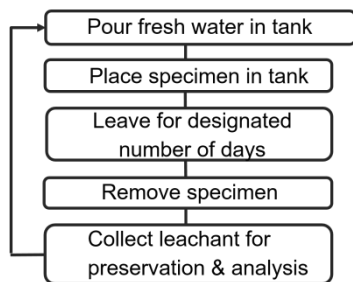 Pour fresh water in tank
Place specimen in tank
Leave for designated
number of days
Remove specimen
Collect leachant for
preservation & analysis